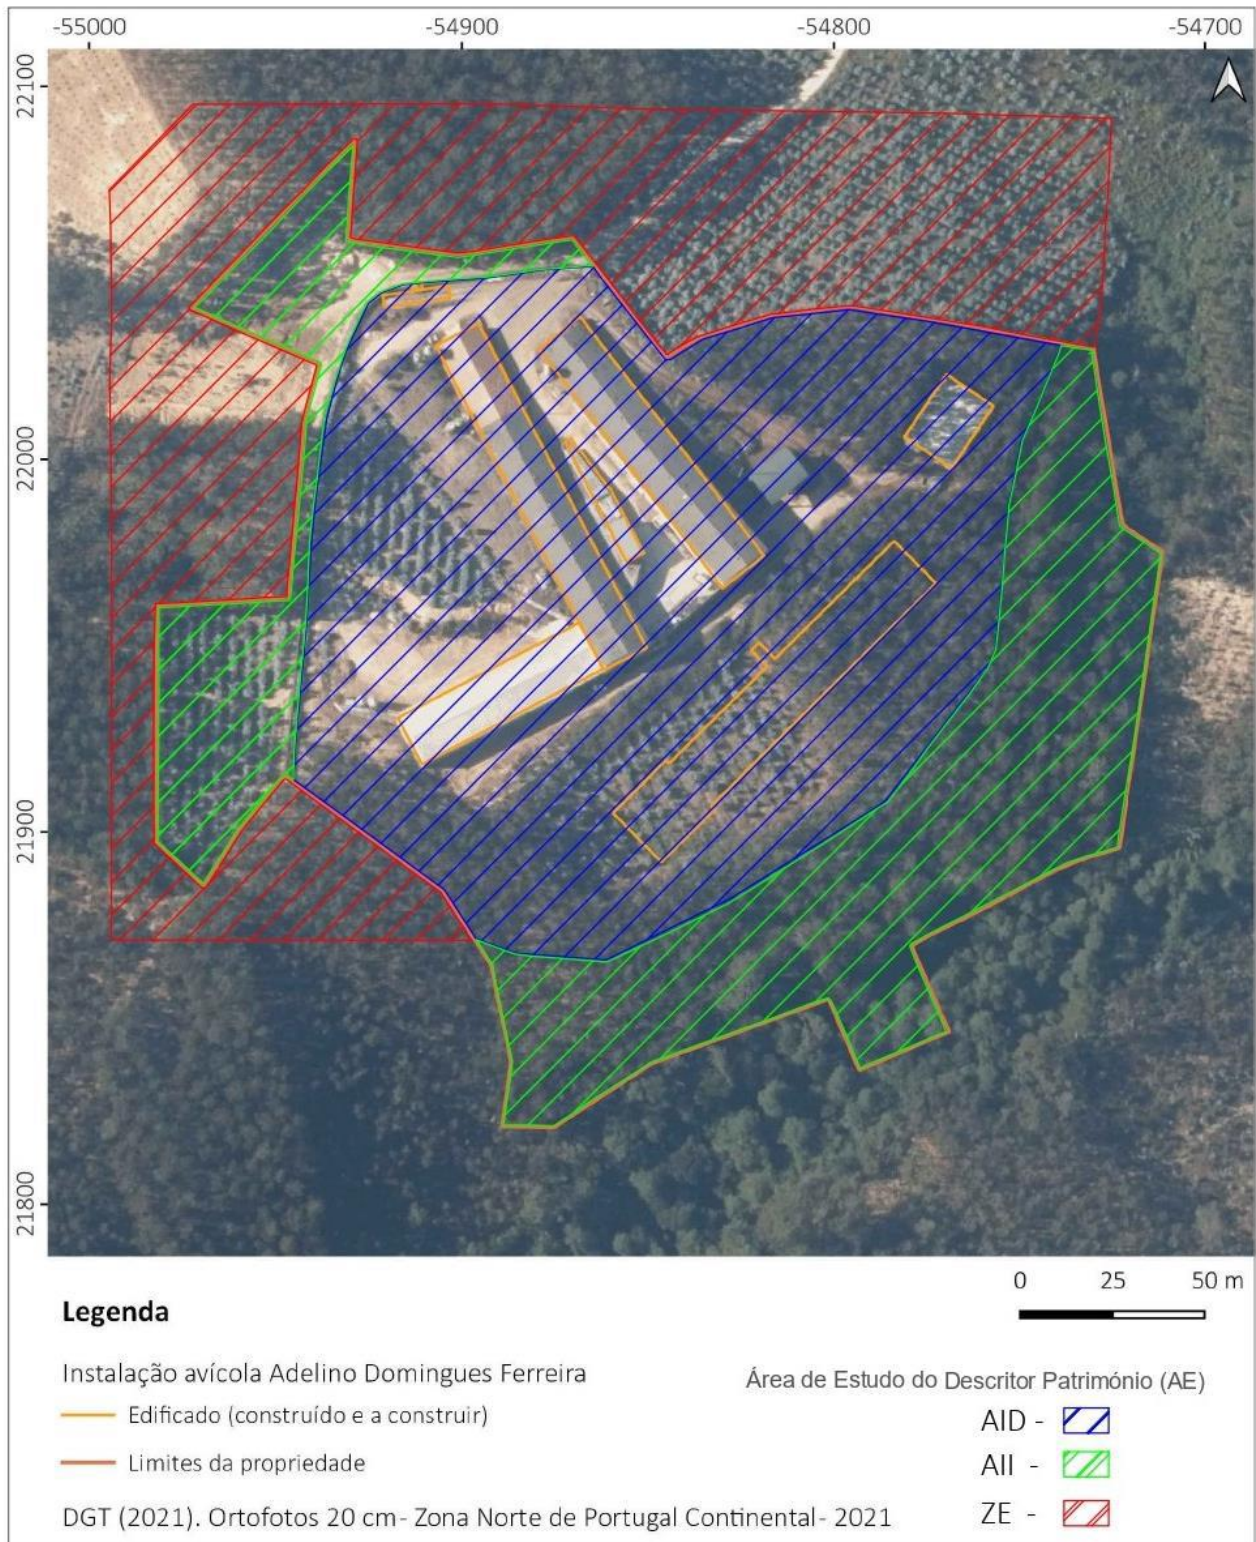 -55000 -54900 -54800 -54700
22100
22000
21900
21800
0 25 50 m
Legenda
Instalação avícola Adelino Domingues Ferreira
Edificado (construído e a construir)
Limites da propriedade
DGT (2021). Ortofotos 20 cm - Zona Norte de Portugal Continental - 2021
Área de Estudo do Descritor Património (AE)
AID -
AII -
ZE -